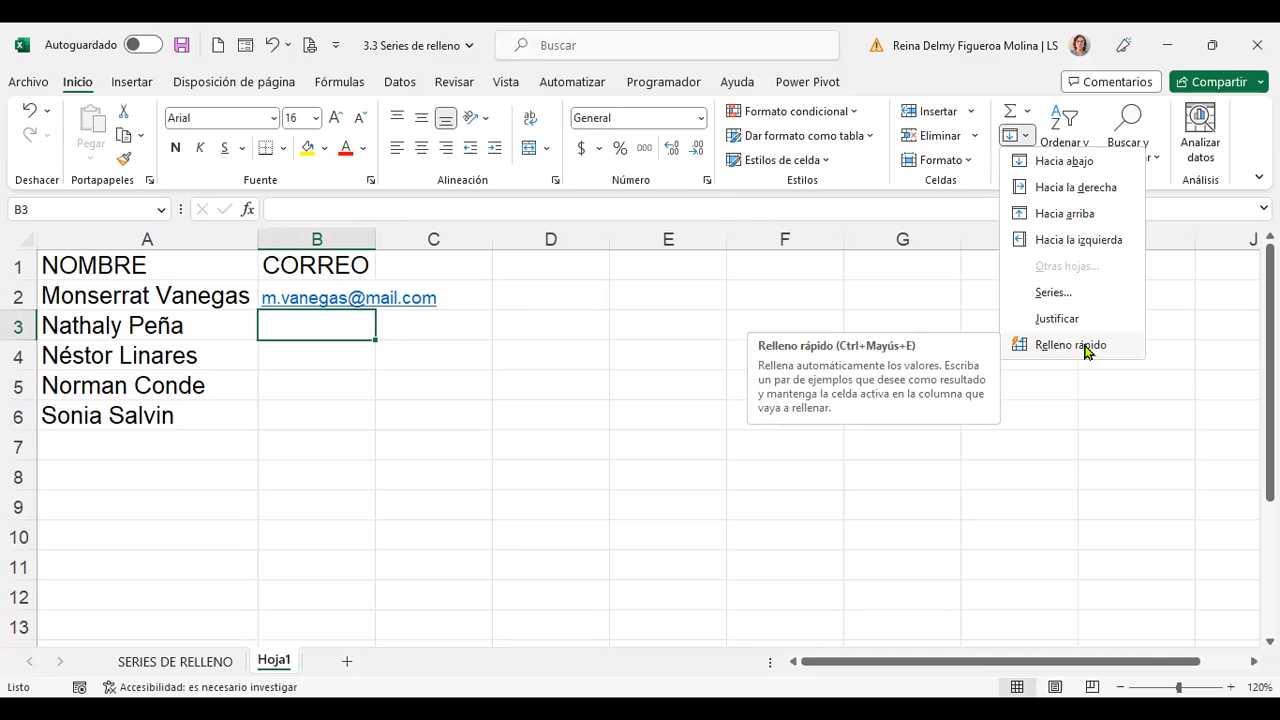 Autoguardado
3.3 Series de relleno
Buscar
Reina Delmy Figueroa Molina | LS
Archivo Inicio Insertar Disposición de página Fórmulas Datos Revisar Vista Automatizar Programador Ayuda Power Pivot Comentarios Compartir
Pegar
Arial 16
N K S
General
$ % 000
Formato condicional
Dar formato como tabla
Estilos de celda
Insertar
Eliminar
Formato
Ordenar y
Buscar y
Analizar
datos
Deshacer Portapapeles Fuente Alineación Número Estilos Celdas Análisis
Hacia abajo
Hacia la derecha
Hacia arriba
Hacia la izquierda
Otras hojas...
Series...
Justificar
Relleno rápido
B3
fx
A B C D E F G J
1 NOMBRE CORREO
2 Monserrat Vanegas m.vanegas@mail.com
3 Nathaly Peña
4 Néstor Linares
5 Norman Conde
6 Sonia Salvin
7
8
9
10
11
12
13
Relleno rápido (Ctrl+Mayús+E)
Rellena automáticamente los valores. Escriba
un par de ejemplos que desee como resultado
y mantenga la celda activa en la columna que
vaya a rellenar.
SERIES DE RELLENO Hoja1
Listo Accesibilidad: es necesario investigar 120%